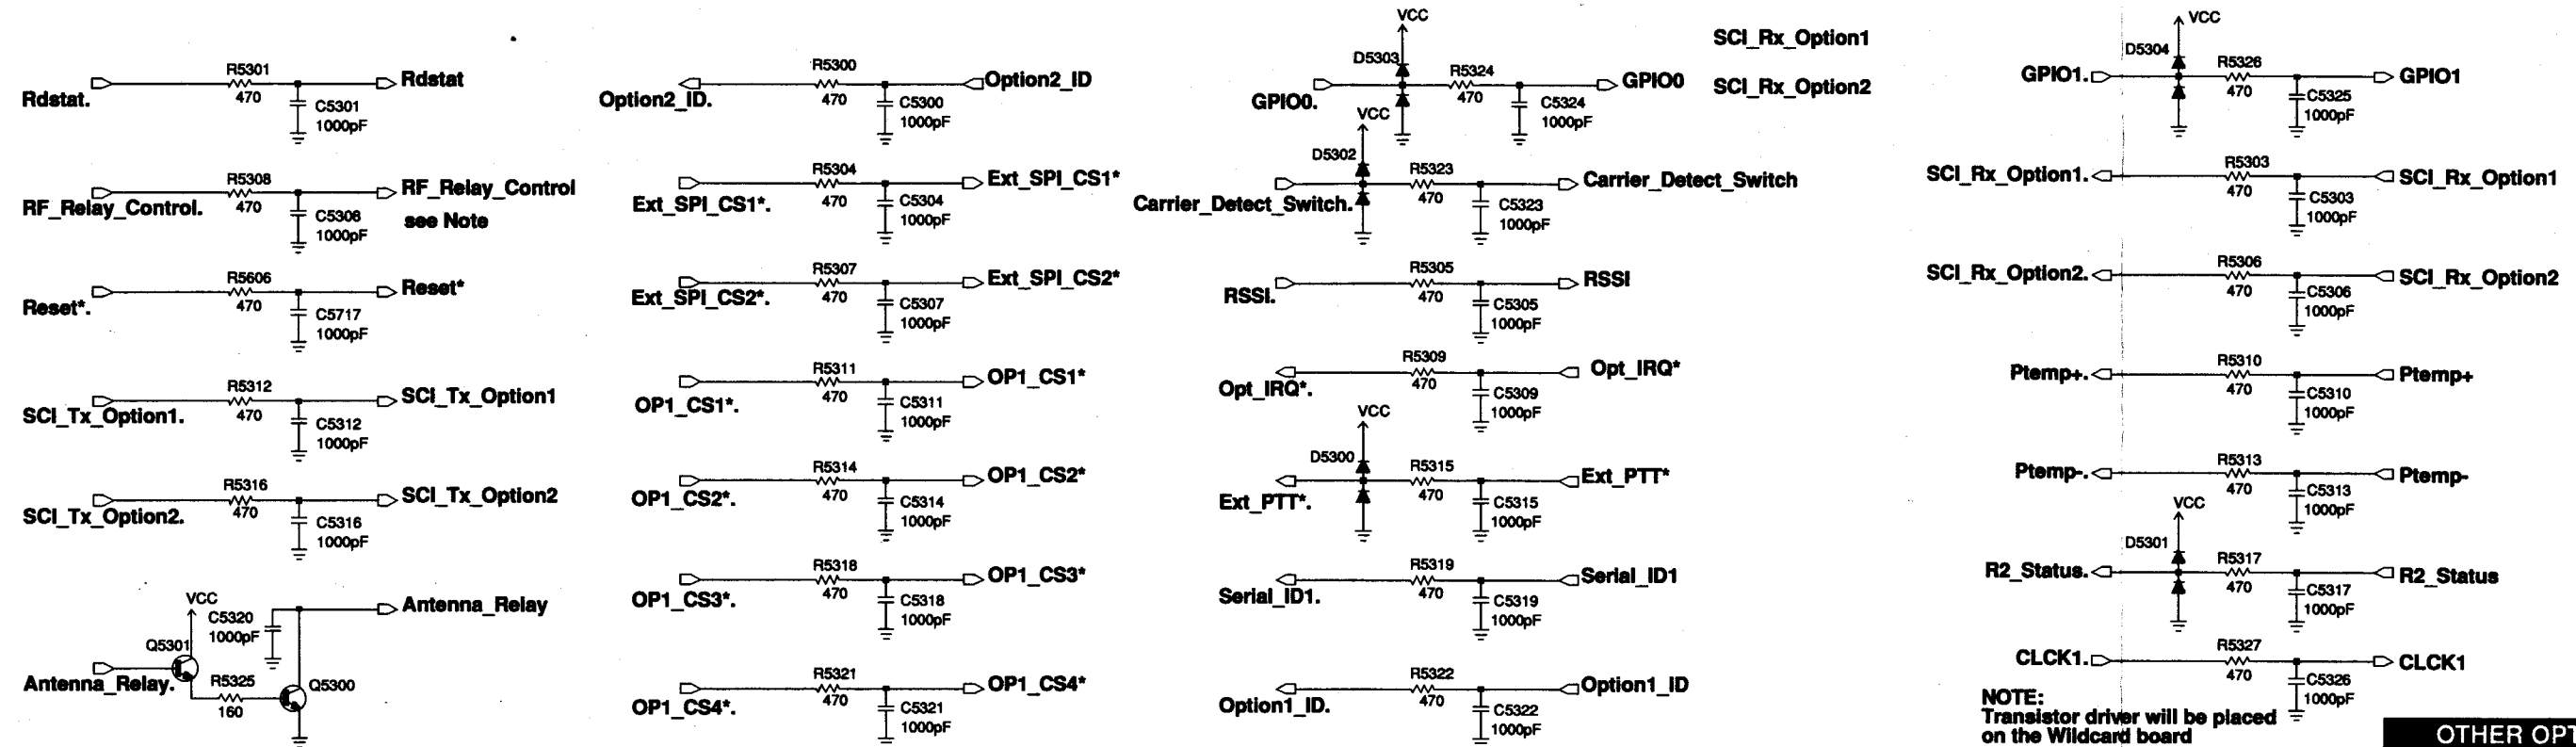 R5301
Rdstat
470
Rdstat.
C5301
1000pF
R5308
RF_Relay_Control
470
RF_Relay_Control.
see Note
C5308
1000pF
R5606
Reset*
470
Reset*.
C5717
1000pF
R5312
SCI_Tx_Option1
470
SCI_Tx_Option1.
C5312
1000pF
R5316
SCI_Tx_Option2
470
SCI_Tx_Option2.
C5316
1000pF
VCC
C5320
1000pF
Antenna_Relay
Q5301
Antenna_Relay.
R5325
160
Q5300
R5300
Option2_ID
470
Option2_ID.
C5300
1000pF
R5304
Ext_SPI_CS1*
470
Ext_SPI_CS1*.
C5304
1000pF
R5307
Ext_SPI_CS2*
470
Ext_SPI_CS2*.
C5307
1000pF
R5311
OP1_CS1*
470
OP1_CS1*.
C5311
1000pF
R5314
OP1_CS2*
470
OP1_CS2*.
C5314
1000pF
R5318
OP1_CS3*
470
OP1_CS3*.
C5318
1000pF
R5321
OP1_CS4*
470
OP1_CS4*.
C5321
1000pF
VCC
D5303
R5324
GPIO0
470
GPIO0.
C5324
1000pF
SCI_Rx_Option1
SCI_Rx_Option2
VCC
D5302
R5323
Carrier_Detect_Switch
470
Carrier_Detect_Switch.
C5323
1000pF
R5305
RSSI
470
RSSI.
C5305
1000pF
R5309
Opt_IRQ*
470
Opt_IRQ*.
C5309
1000pF
VCC
D5300
R5315
Ext_PTT*
470
Ext_PTT*.
C5315
1000pF
R5319
Serial_ID1
470
Serial_ID1.
C5319
1000pF
R5322
Option1_ID
470
Option1_ID.
C5322
1000pF
VCC
D5304
R5326
GPIO1.
GPIO1
470
C5325
1000pF
R5303
SCI_Rx_Option1.
SCI_Rx_Option1
470
C5303
1000pF
R5306
SCI_Rx_Option2.
SCI_Rx_Option2
470
C5306
1000pF
R5310
Ptemp+.
Ptemp+
470
C5310
1000pF
R5313
Ptemp-.
Ptemp-
470
C5313
1000pF
VCC
D5301
R5317
R2_Status.
R2_Status
470
C5317
1000pF
R5327
CLCK1.
CLCK1
470
C5326
1000pF
NOTE:
Transistor driver will be placed
on the Wildcard board
OTHER OPT